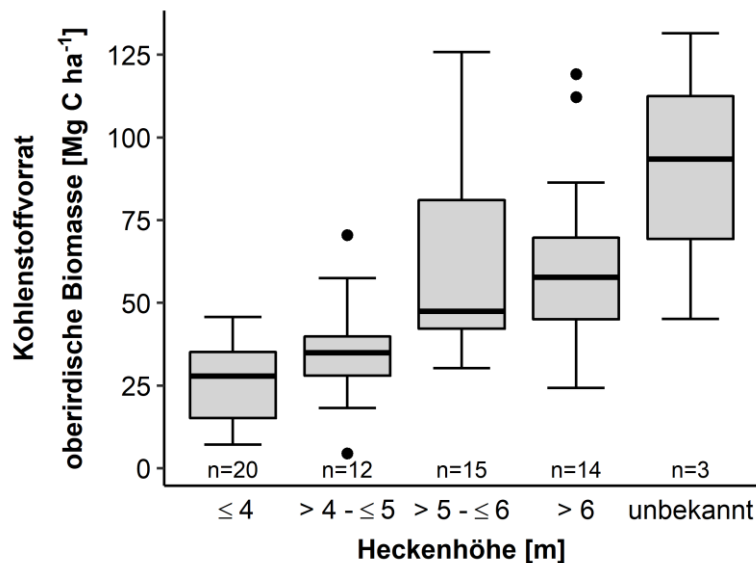 Kohlenstoffvorrat
oberirdische Biomasse [Mg C ha⁻¹]
125
100
75
50
25
0
n=20 n=12 n=15 n=14 n=3
≤ 4 > 4 - ≤ 5 > 5 - ≤ 6 > 6 unbekannt
Heckenhöhe [m]